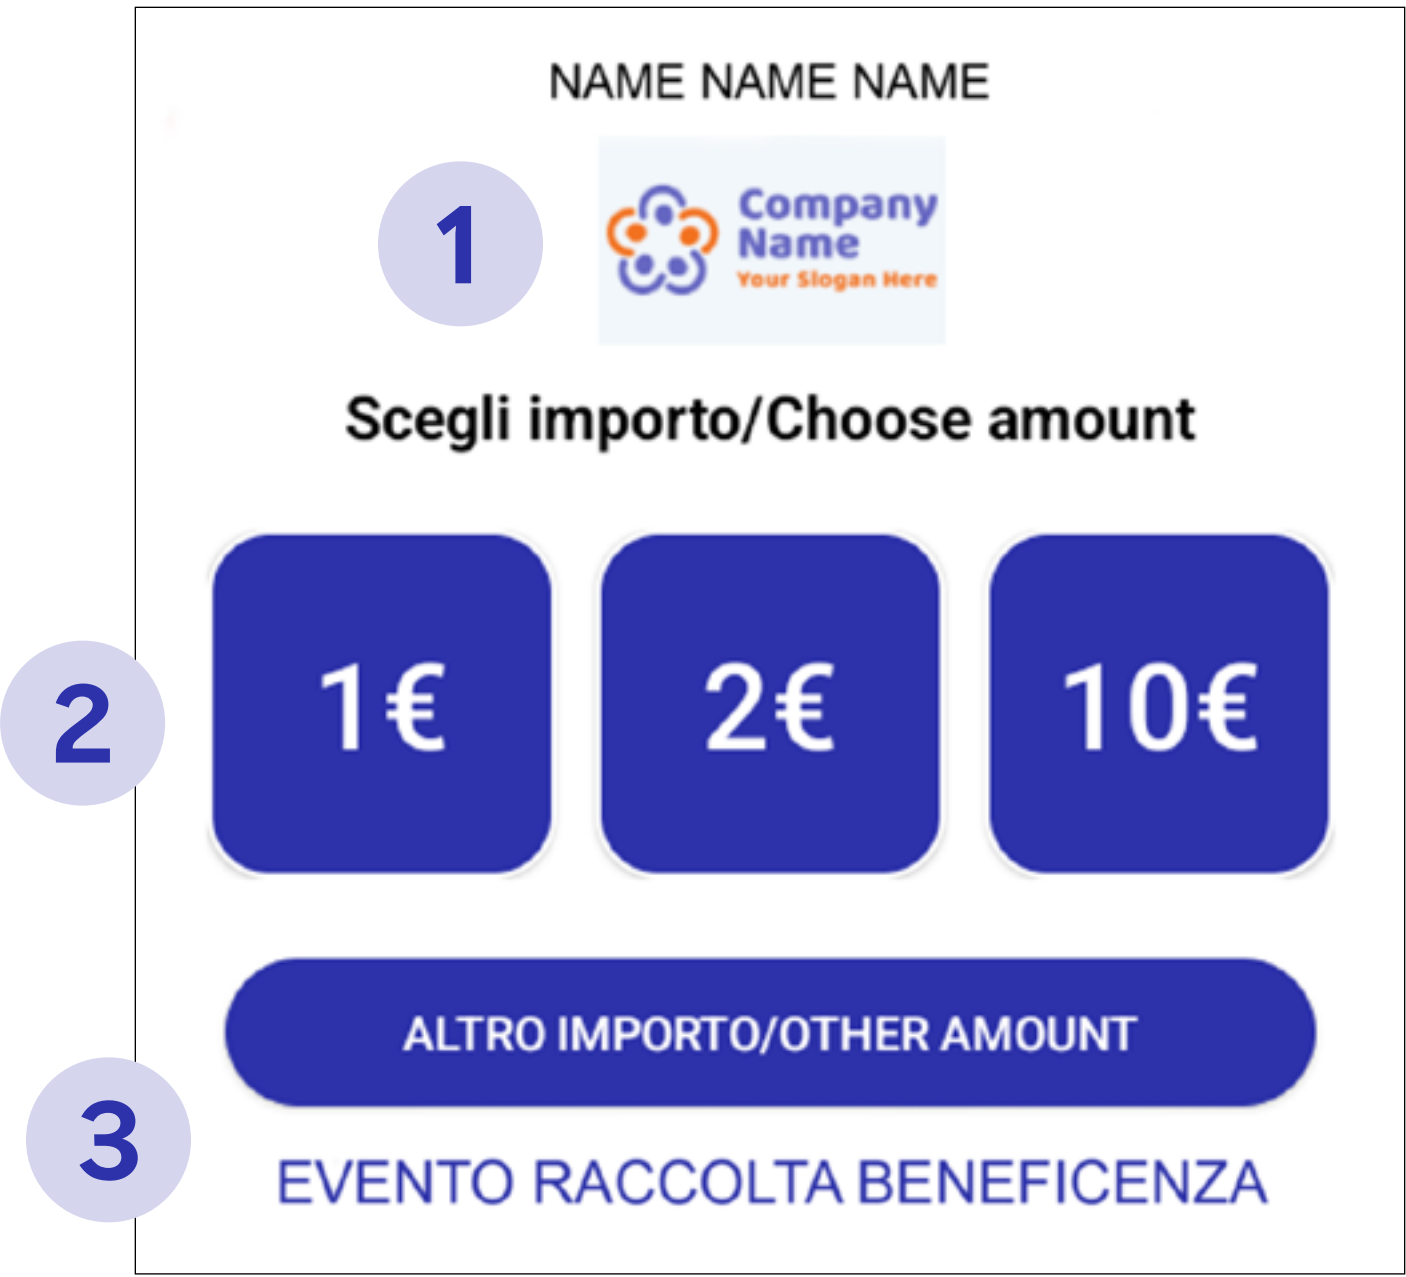 NAME NAME NAME
1
Company
Name
Your Slogan Here
Scegli importo/Choose amount
2
1€ 2€ 10€
ALTRO IMPORTO/OTHER AMOUNT
3
EVENTO RACCOLTA BENEFICENZA